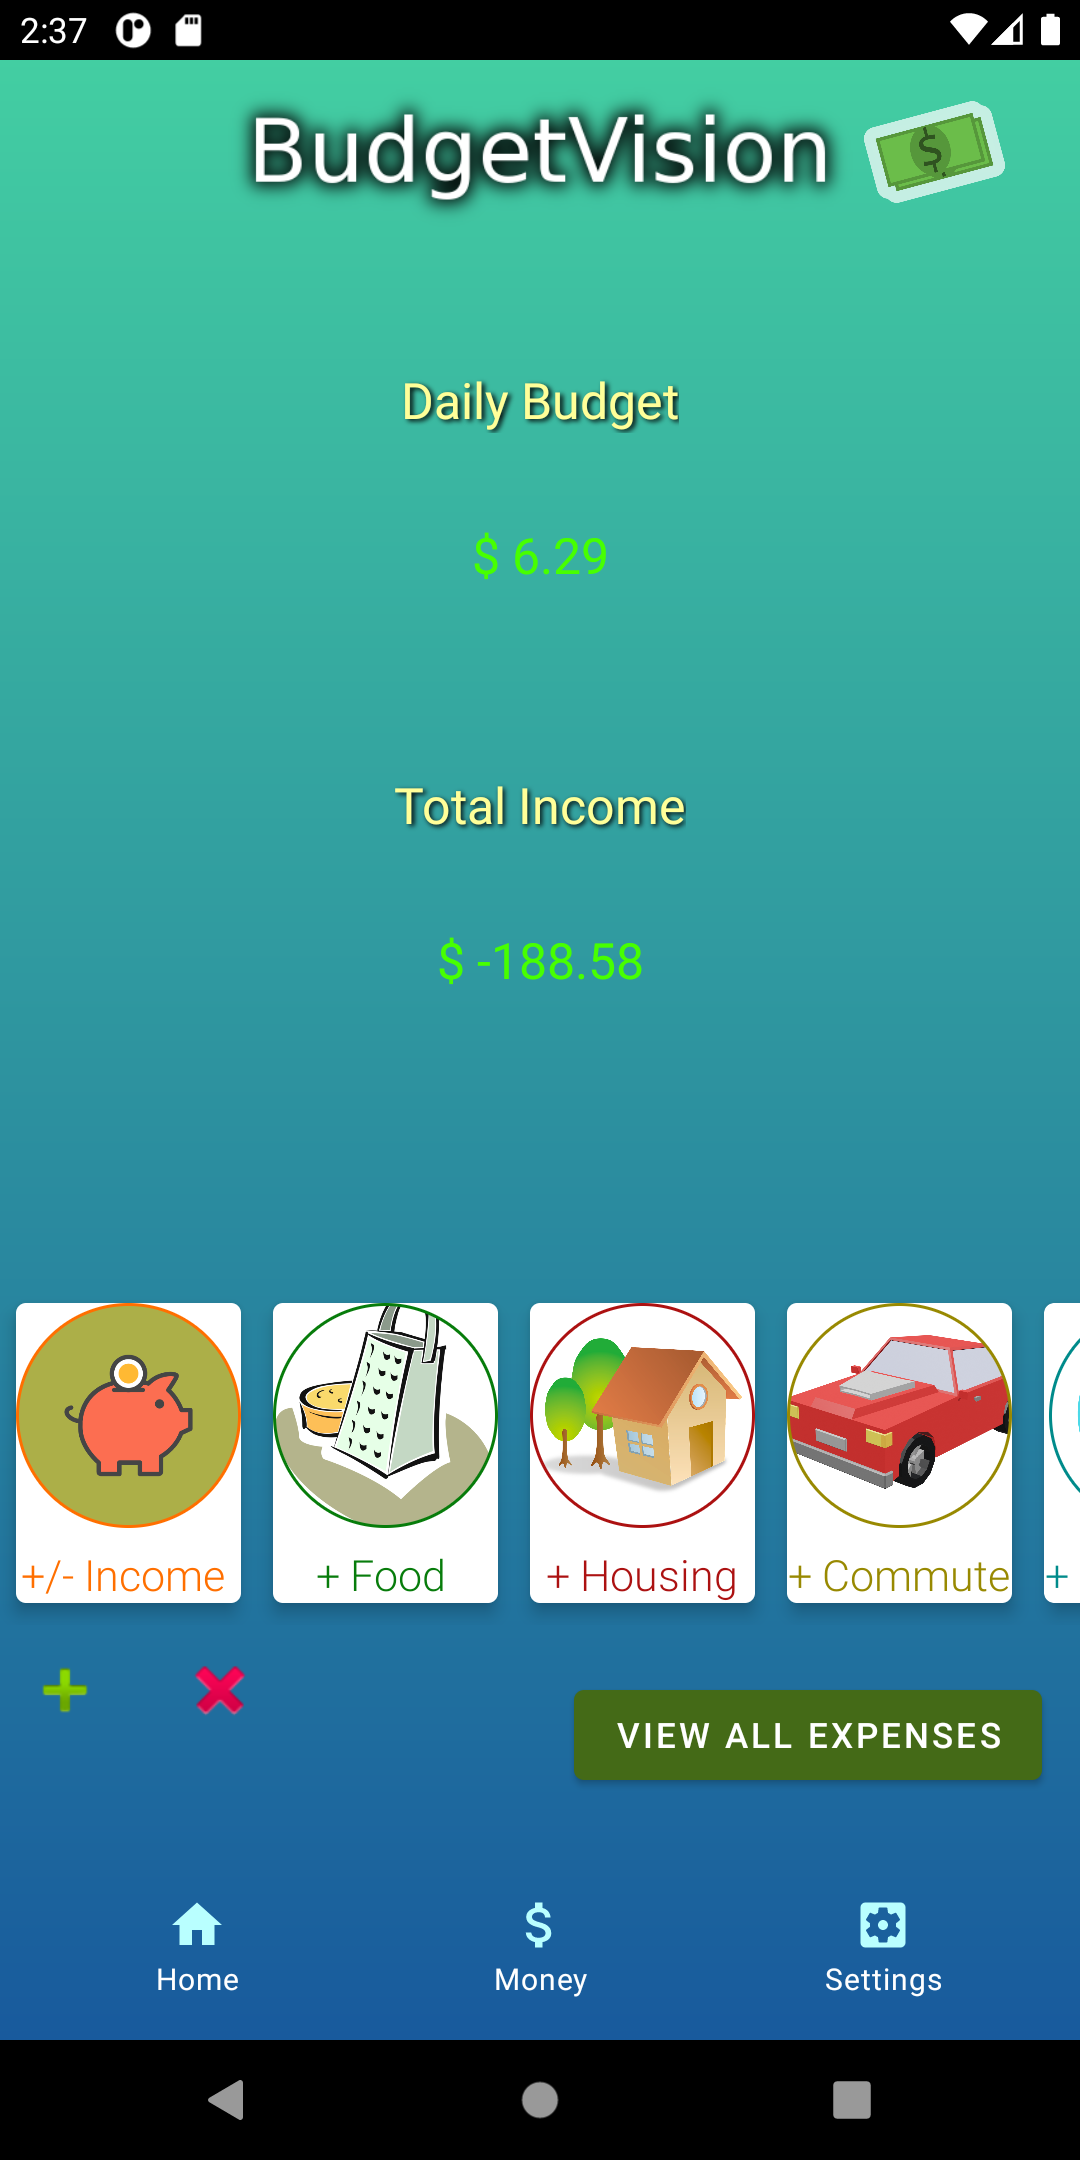 2:37
BudgetVision
Daily Budget
$ 6.29
Total Income
$ -188.58
+/- Income
+ Food
+ Housing
+ Commute
+
VIEW ALL EXPENSES
Home
Money
Settings